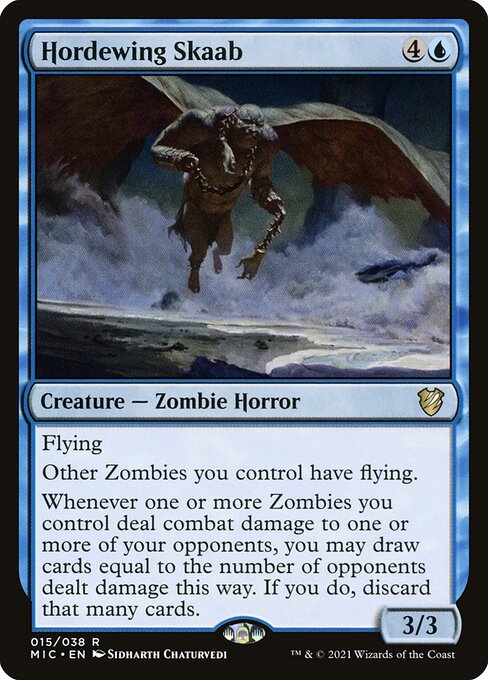 Hordewing Skaab 4
Creature — Zombie Horror
Flying
Other Zombies you control have flying.
Whenever one or more Zombies you
control deal combat damage to one or
more of your opponents, you may draw
cards equal to the number of opponents
dealt damage this way. If you do, discard
that many cards.
3/3
015/038 R
MIC • EN Sidharth Chaturvedi
™ & © 2021 Wizards of the Coast